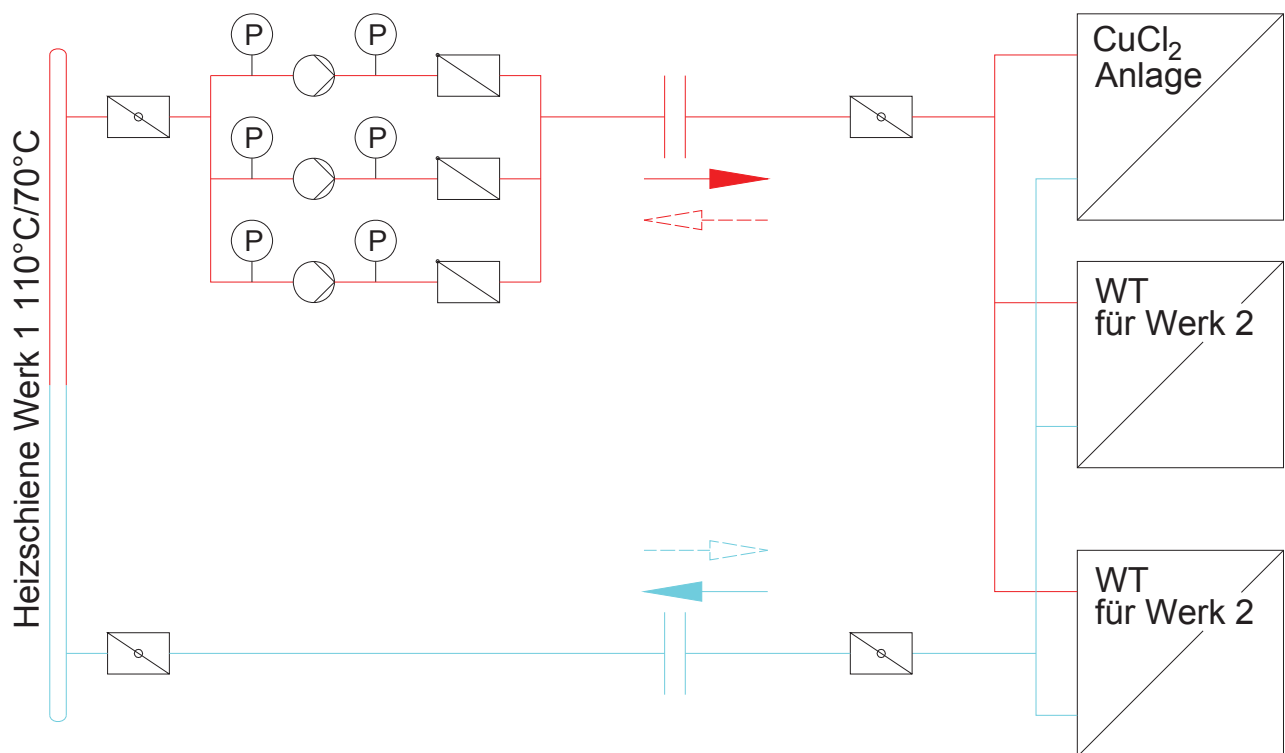 Heizschiene Werk 1 110°C/70°C
P
P
P
P
P
P
CuCl₂
Anlage
WT
für Werk 2
WT
für Werk 2